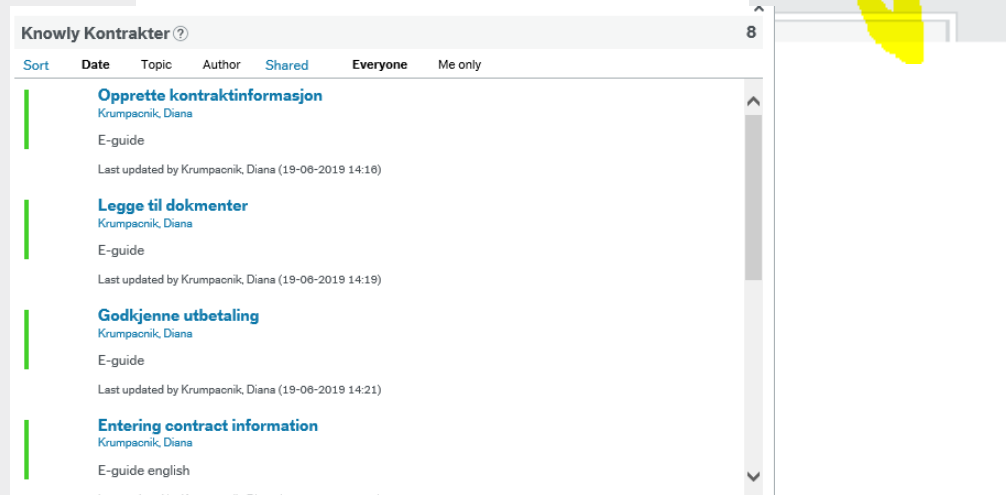 Knowly Kontrakter ? 8
Sort Date Topic Author Shared Everyone Me only
Opprette kontraktinformasjon
Krumpacnik, Diana
E-guide
Last updated by Krumpacnik, Diana (19-06-2019 14:16)
Legge til dokmenter
Krumpacnik, Diana
E-guide
Last updated by Krumpacnik, Diana (19-06-2019 14:19)
Godkjenne utbetaling
Krumpacnik, Diana
E-guide
Last updated by Krumpacnik, Diana (19-06-2019 14:21)
Entering contract information
Krumpacnik, Diana
E-guide english